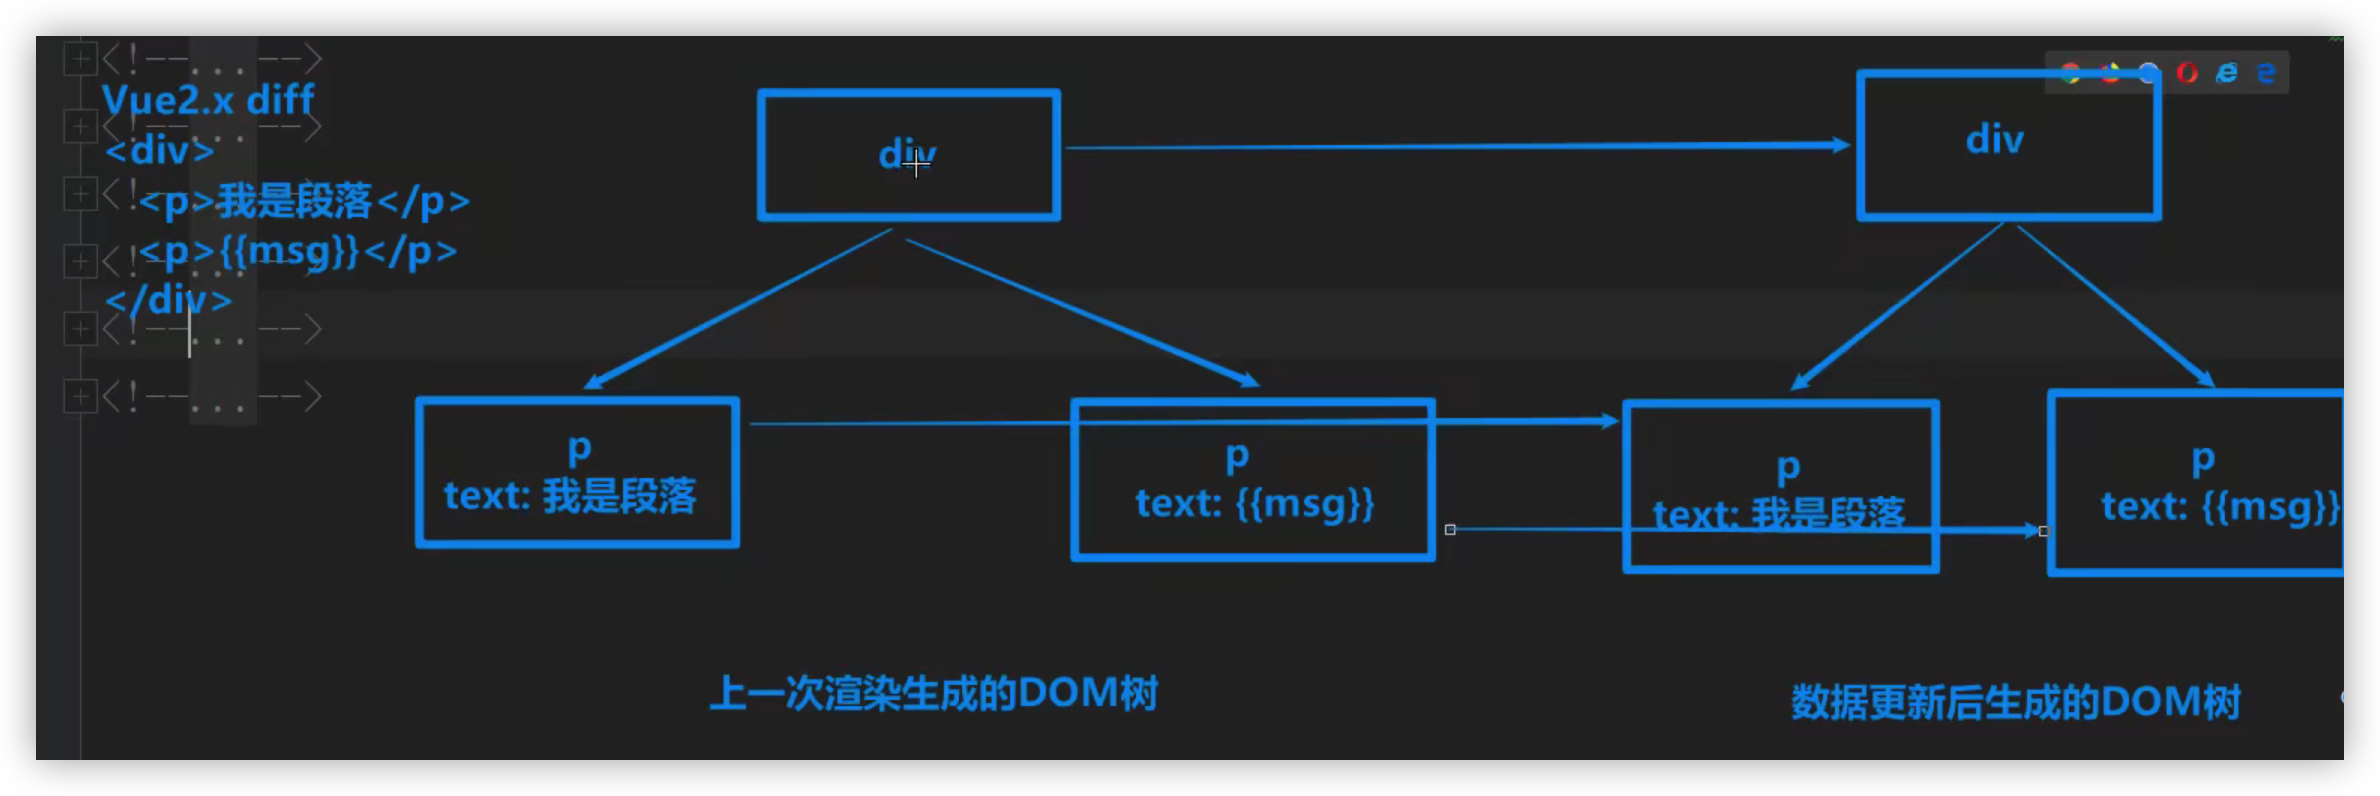 <!--...-->
Vue2.x diff
<!--...-->
<div>
<!--...-->
<p>我是段落</p>
<!--...-->
<p>{{msg}}</p>
</div>
<!--...-->
<!--...-->
div
div
p
text: 我是段落
p
text: {{msg}}
p
text: 我是段落
p
text: {{msg}}
上一次渲染生成的DOM树
数据更新后生成的DOM树